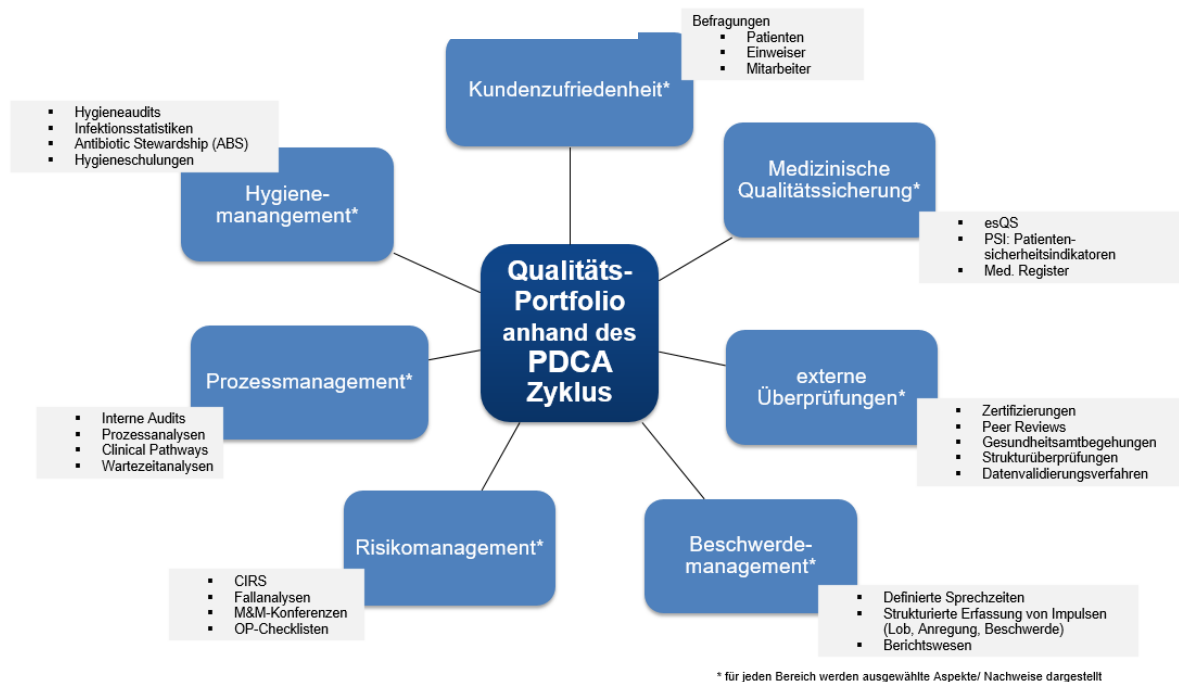 Befragungen
▪ Patienten
▪ Einweiser
▪ Mitarbeiter
Kundenzufriedenheit*
▪ Hygieneaudits
▪ Infektionsstatistiken
▪ Antibiotic Stewardship (ABS)
▪ Hygieneschulungen
Hygiene-
manangement*
Medizinische
Qualitätssicherung*
▪ esQS
▪ PSI: Patienten-
sicherheitsindikatoren
▪ Med. Register
Qualitäts-
Portfolio
anhand des
PDCA
Zyklus
Prozessmanagement*
▪ Interne Audits
▪ Prozessanalysen
▪ Clinical Pathways
▪ Wartezeitanalysen
externe
Überprüfungen*
▪ Zertifizierungen
▪ Peer Reviews
▪ Gesundheitsamtbegehungen
▪ Strukturüberprüfungen
▪ Datenvalidierungsverfahren
Risikomanagement*
▪ CIRS
▪ Fallanalysen
▪ M&M-Konferenzen
▪ OP-Checklisten
Beschwerde-
management*
▪ Definierte Sprechzeiten
▪ Strukturierte Erfassung von Impulsen
(Lob, Anregung, Beschwerde)
▪ Berichtswesen
* für jeden Bereich werden ausgewählte Aspekte/ Nachweise dargestellt